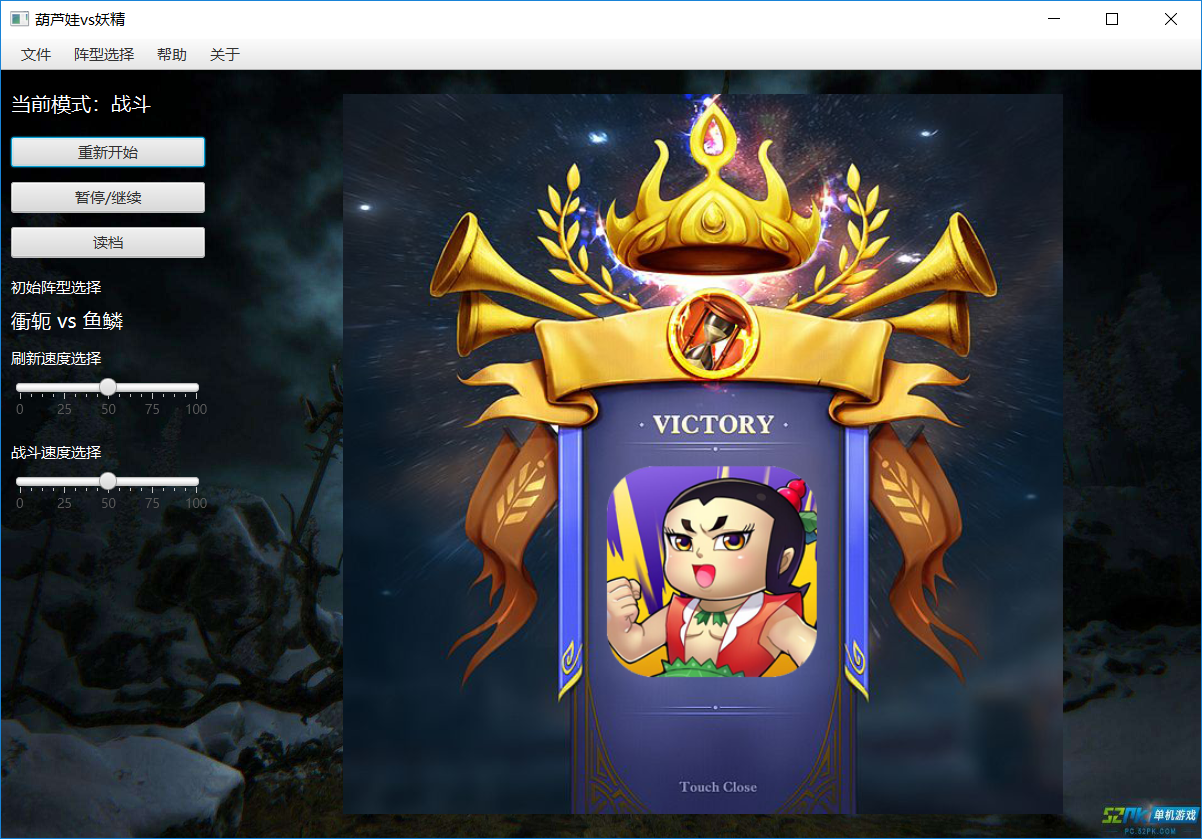 葫芦娃vs妖精
文件 阵型选择 帮助 关于
当前模式：战斗
重新开始
暂停/继续
读档
初始阵型选择
衝轭 vs 鱼鳞
刷新速度选择
0 25 50 75 100
战斗速度选择
0 25 50 75 100
· VICTORY ·
Touch Close
52PK 单机游戏
PC.52PK.COM